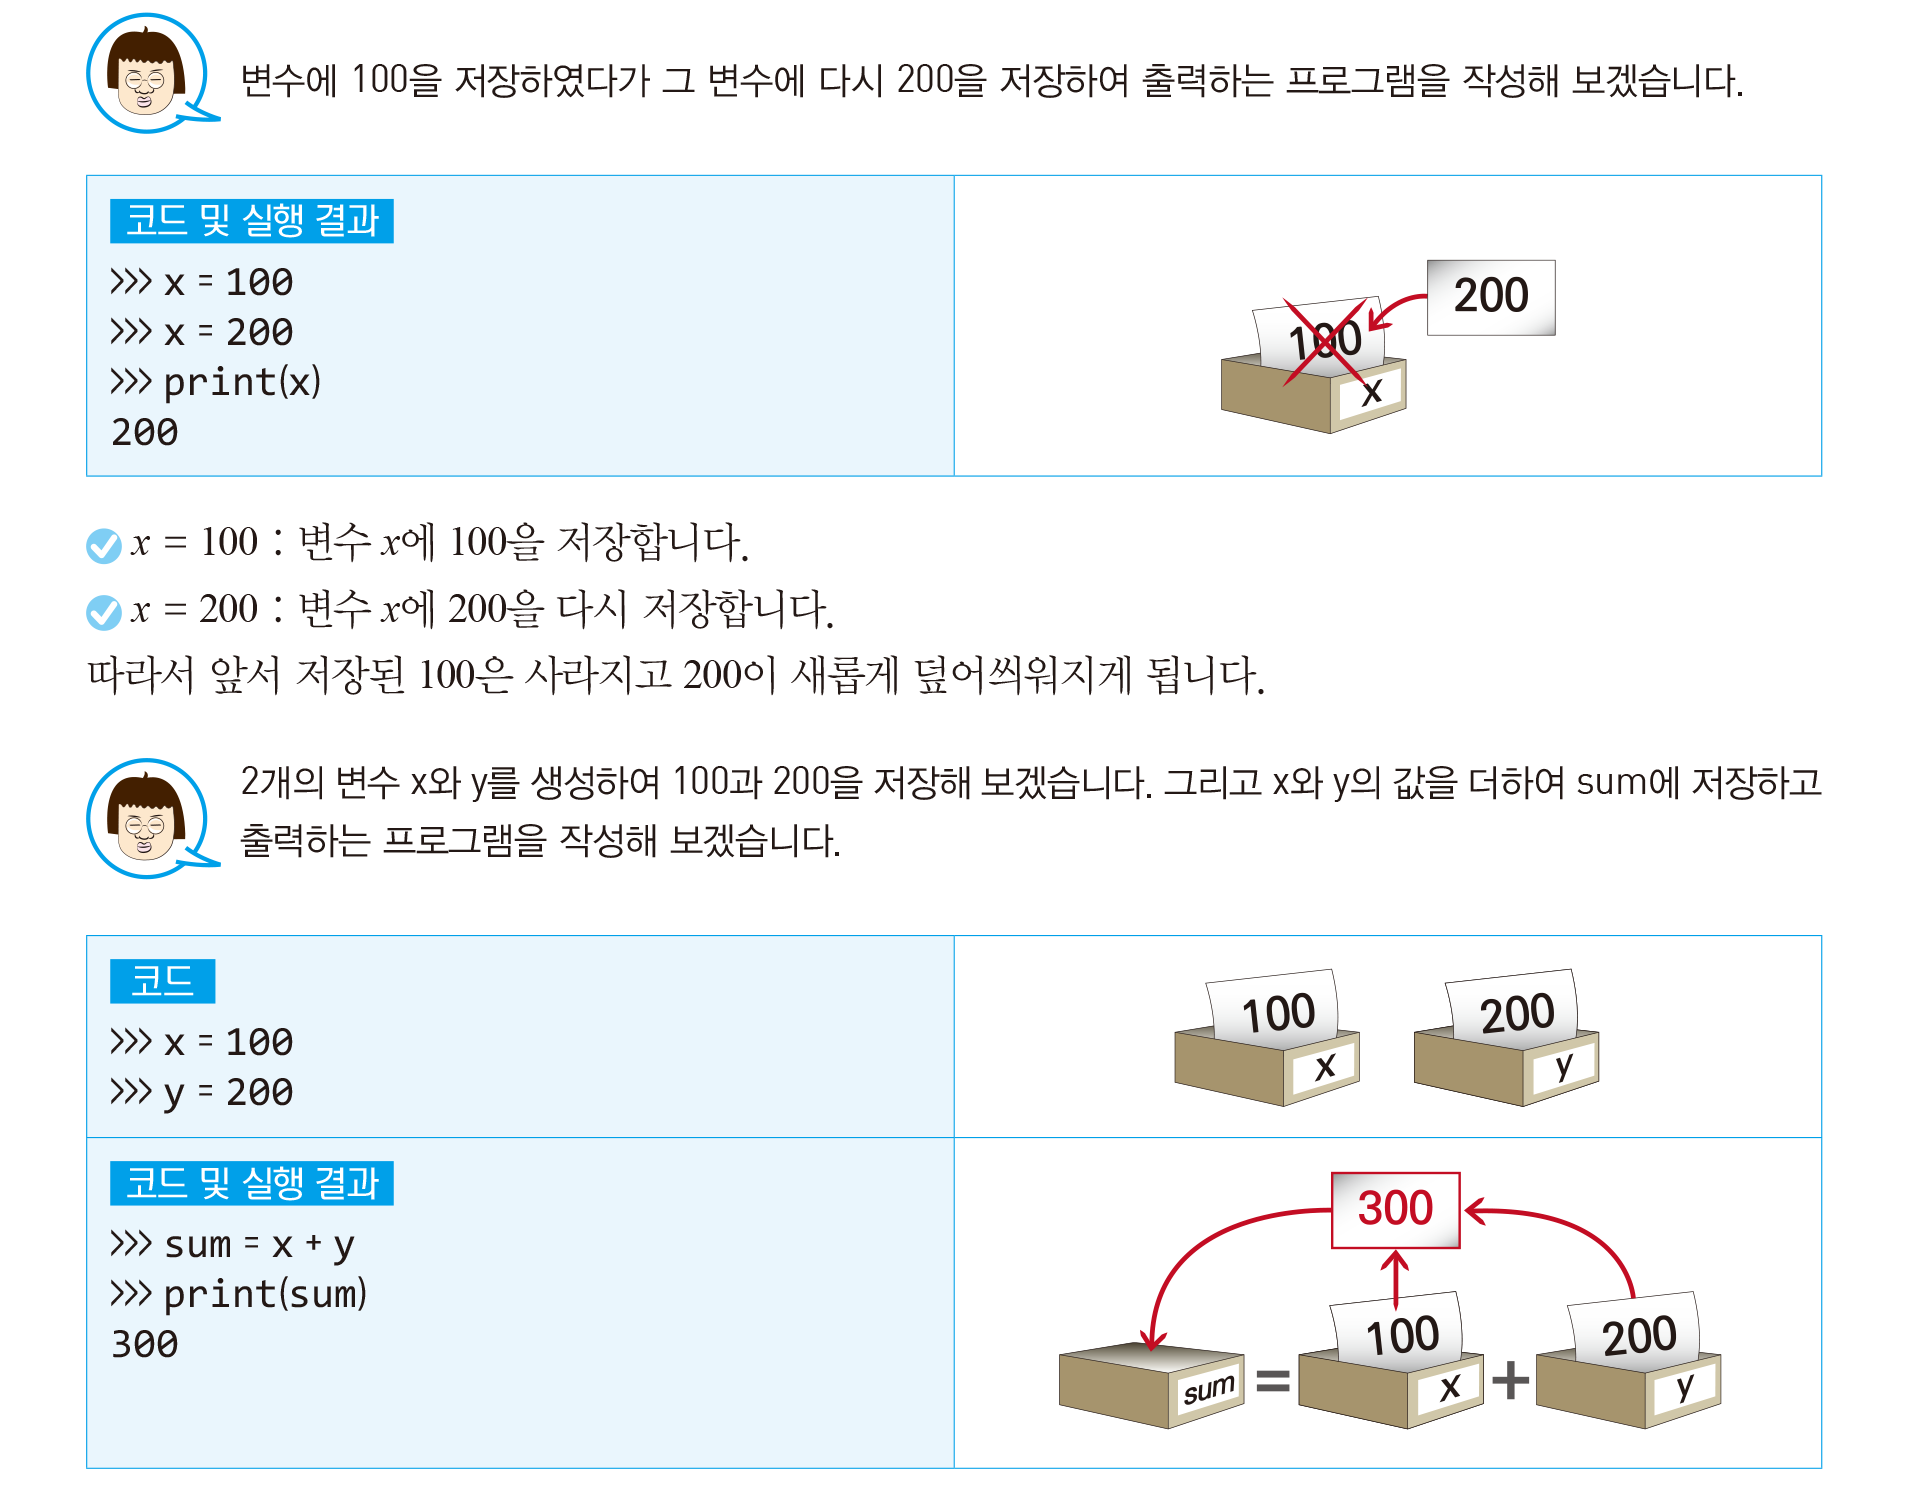 변수에 100을 저장하였다가 그 변수에 다시 200을 저장하여 출력하는 프로그램을 작성해 보겠습니다.
코드 및 실행 결과
>>> x = 100
>>> x = 200
>>> print(x)
200
200
100
x
x = 100 : 변수 x에 100을 저장합니다.
x = 200 : 변수 x에 200을 다시 저장합니다.
따라서 앞서 저장된 100은 사라지고 200이 새롭게 덮어씌워지게 됩니다.
2개의 변수 x와 y를 생성하여 100과 200을 저장해 보겠습니다. 그리고 x와 y의 값을 더하여 sum에 저장하고
출력하는 프로그램을 작성해 보겠습니다.
코드
>>> x = 100
>>> y = 200
100 200
x y
코드 및 실행 결과
>>> sum = x + y
>>> print(sum)
300
300
100 200
sum = x + y